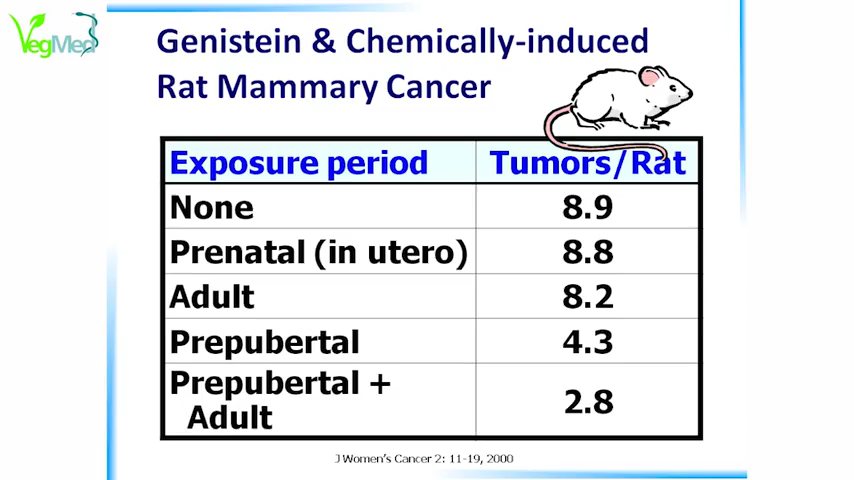 VegMed
Genistein & Chemically-induced
Rat Mammary Cancer
Exposure period Tumors/Rat
None 8.9
Prenatal (in utero) 8.8
Adult 8.2
Prepubertal 4.3
Prepubertal +
Adult 2.8
J Women's Cancer 2: 11-19, 2000